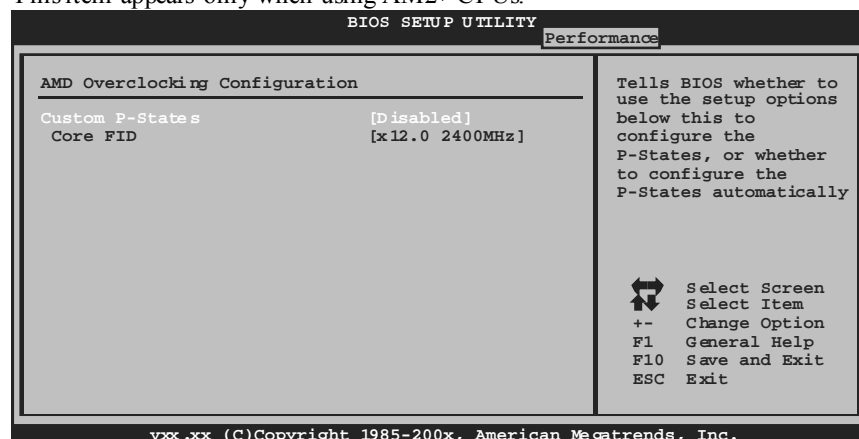 This item appears only when using AM2+ CPUs.
BIOS SETUP UTILITY
Performance
AMD Overclocking Configuration
Custom P-States [Disabled]
Core FID [x12.0 2400MHz]
Tells BIOS whether to
use the setup options
below this to
configure the
P-States, or whether
to configure the
P-States automatically
Select Screen
Select Item
+- Change Option
F1 General Help
F10 Save and Exit
ESC Exit
vxx.xx (C)Copyright 1985-200x, American Megatrends, Inc.